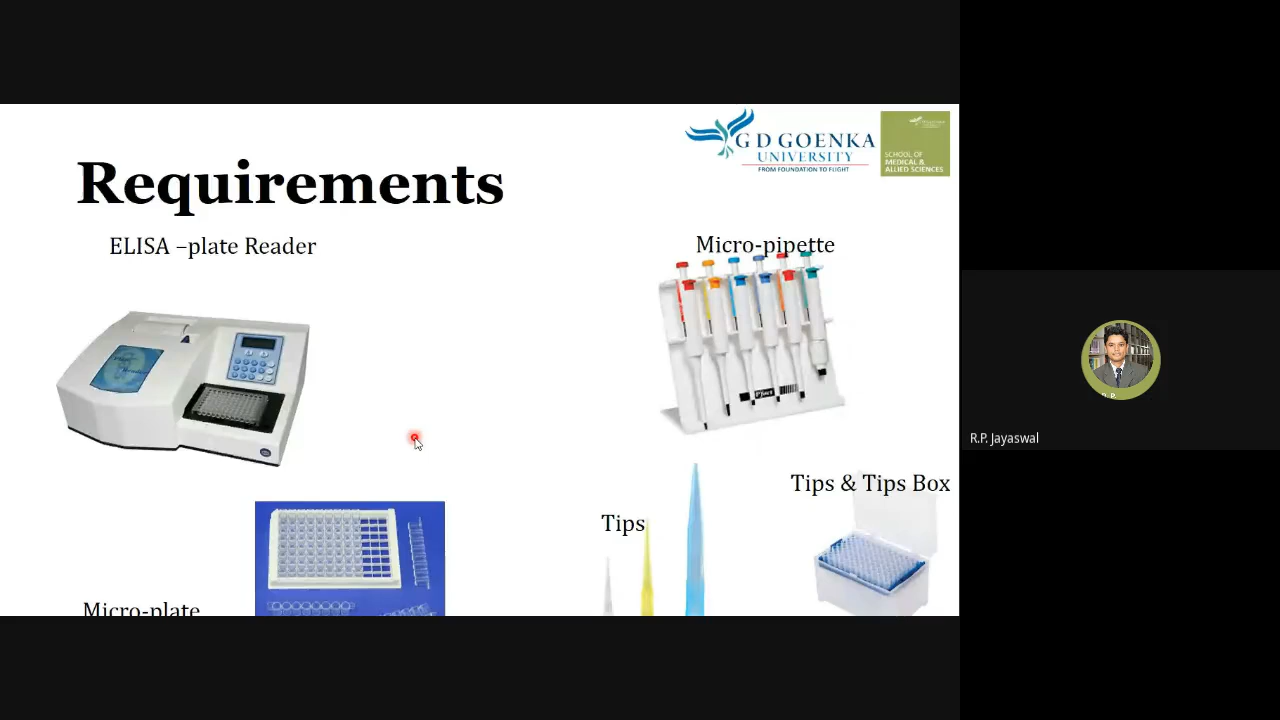 G D GOENKA
UNIVERSITY
FROM FOUNDATION TO FLIGHT
SCHOOL OF
MEDICAL &
ALLIED SCIENCES
Requirements
ELISA –plate Reader
Micro-pipette
Tips & Tips Box
Tips
Micro-plate
R.P. Jayaswal